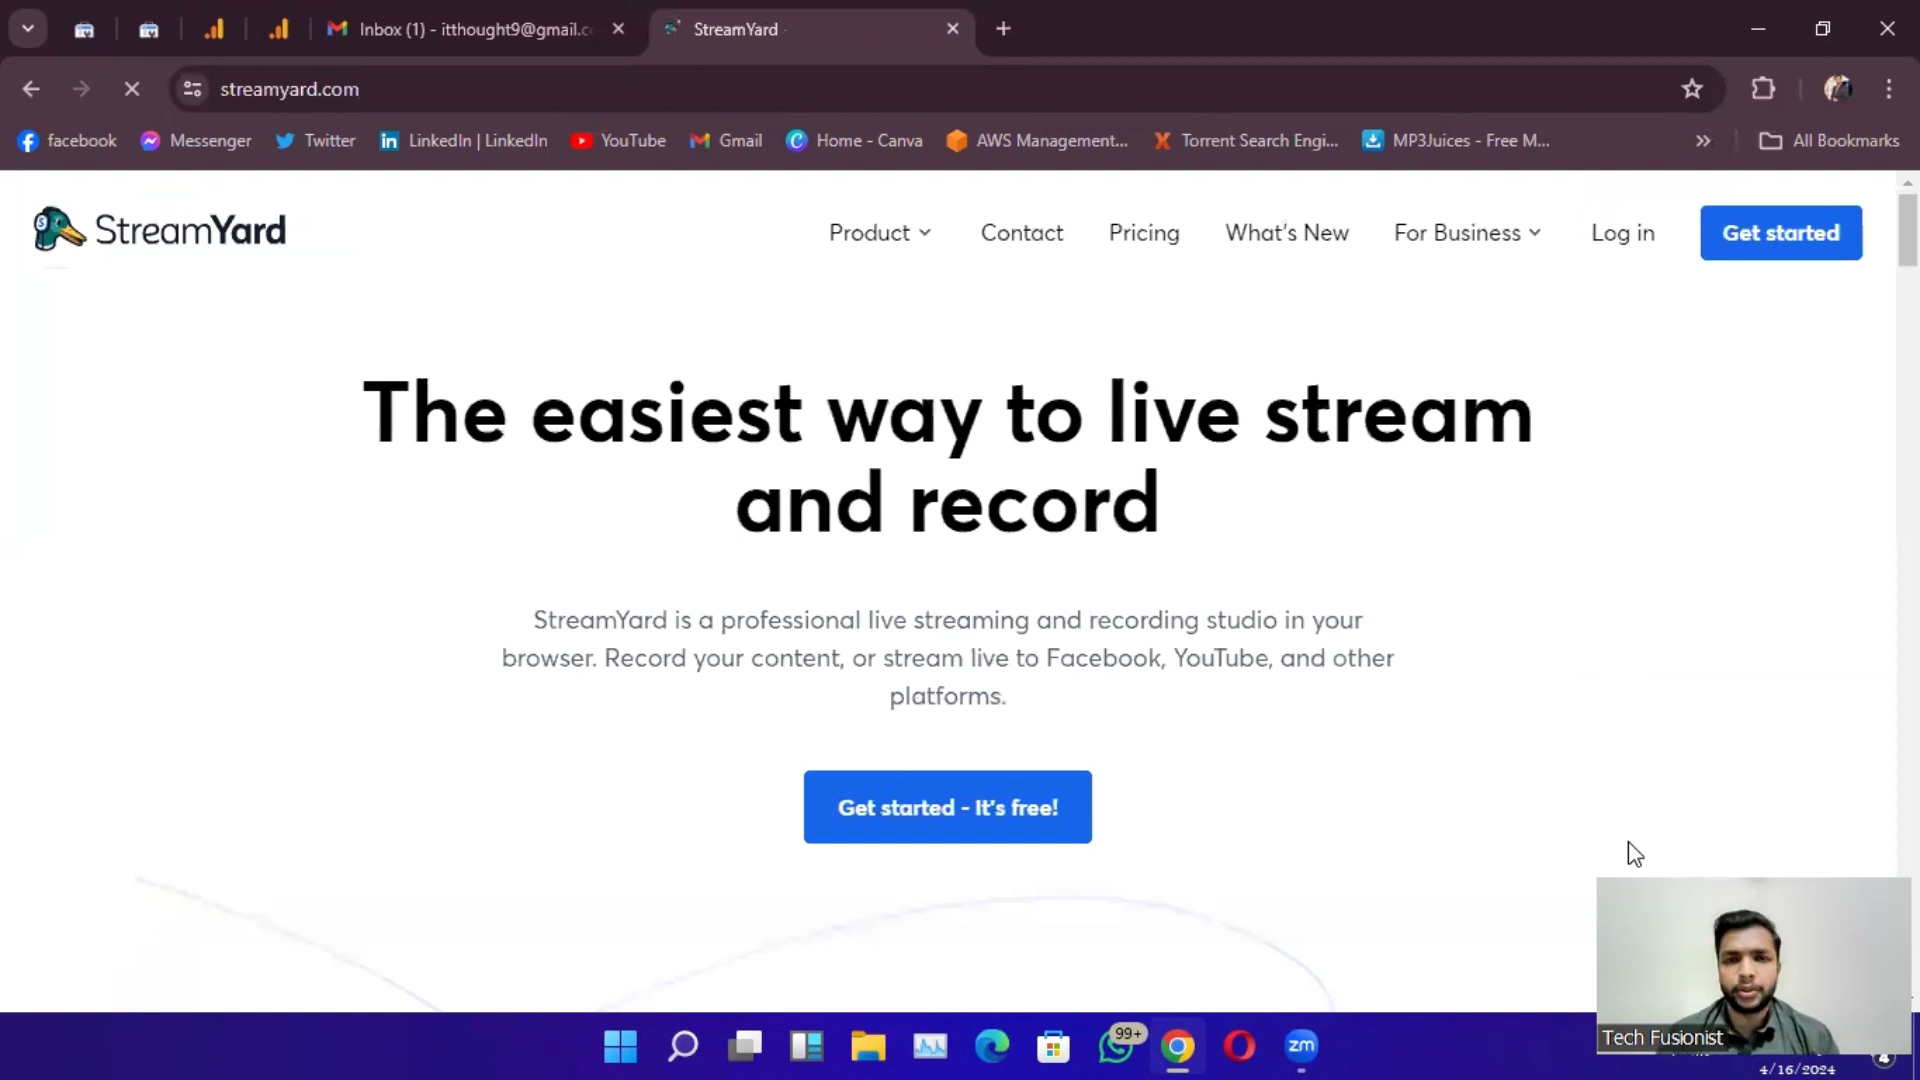 Inbox (1) - itthought9@gmail.c
StreamYard
streamyard.com
facebook
Messenger
Twitter
LinkedIn | LinkedIn
YouTube
Gmail
Home - Canva
AWS Management...
Torrent Search Engi...
MP3Juices - Free M...
All Bookmarks
StreamYard
Product
Contact
Pricing
What's New
For Business
Log in
Get started
The easiest way to live stream
and record
StreamYard is a professional live streaming and recording studio in your
browser. Record your content, or stream live to Facebook, YouTube, and other
platforms.
Get started - It's free!
99+
zm
Tech Fusionist
4/16/2024
4